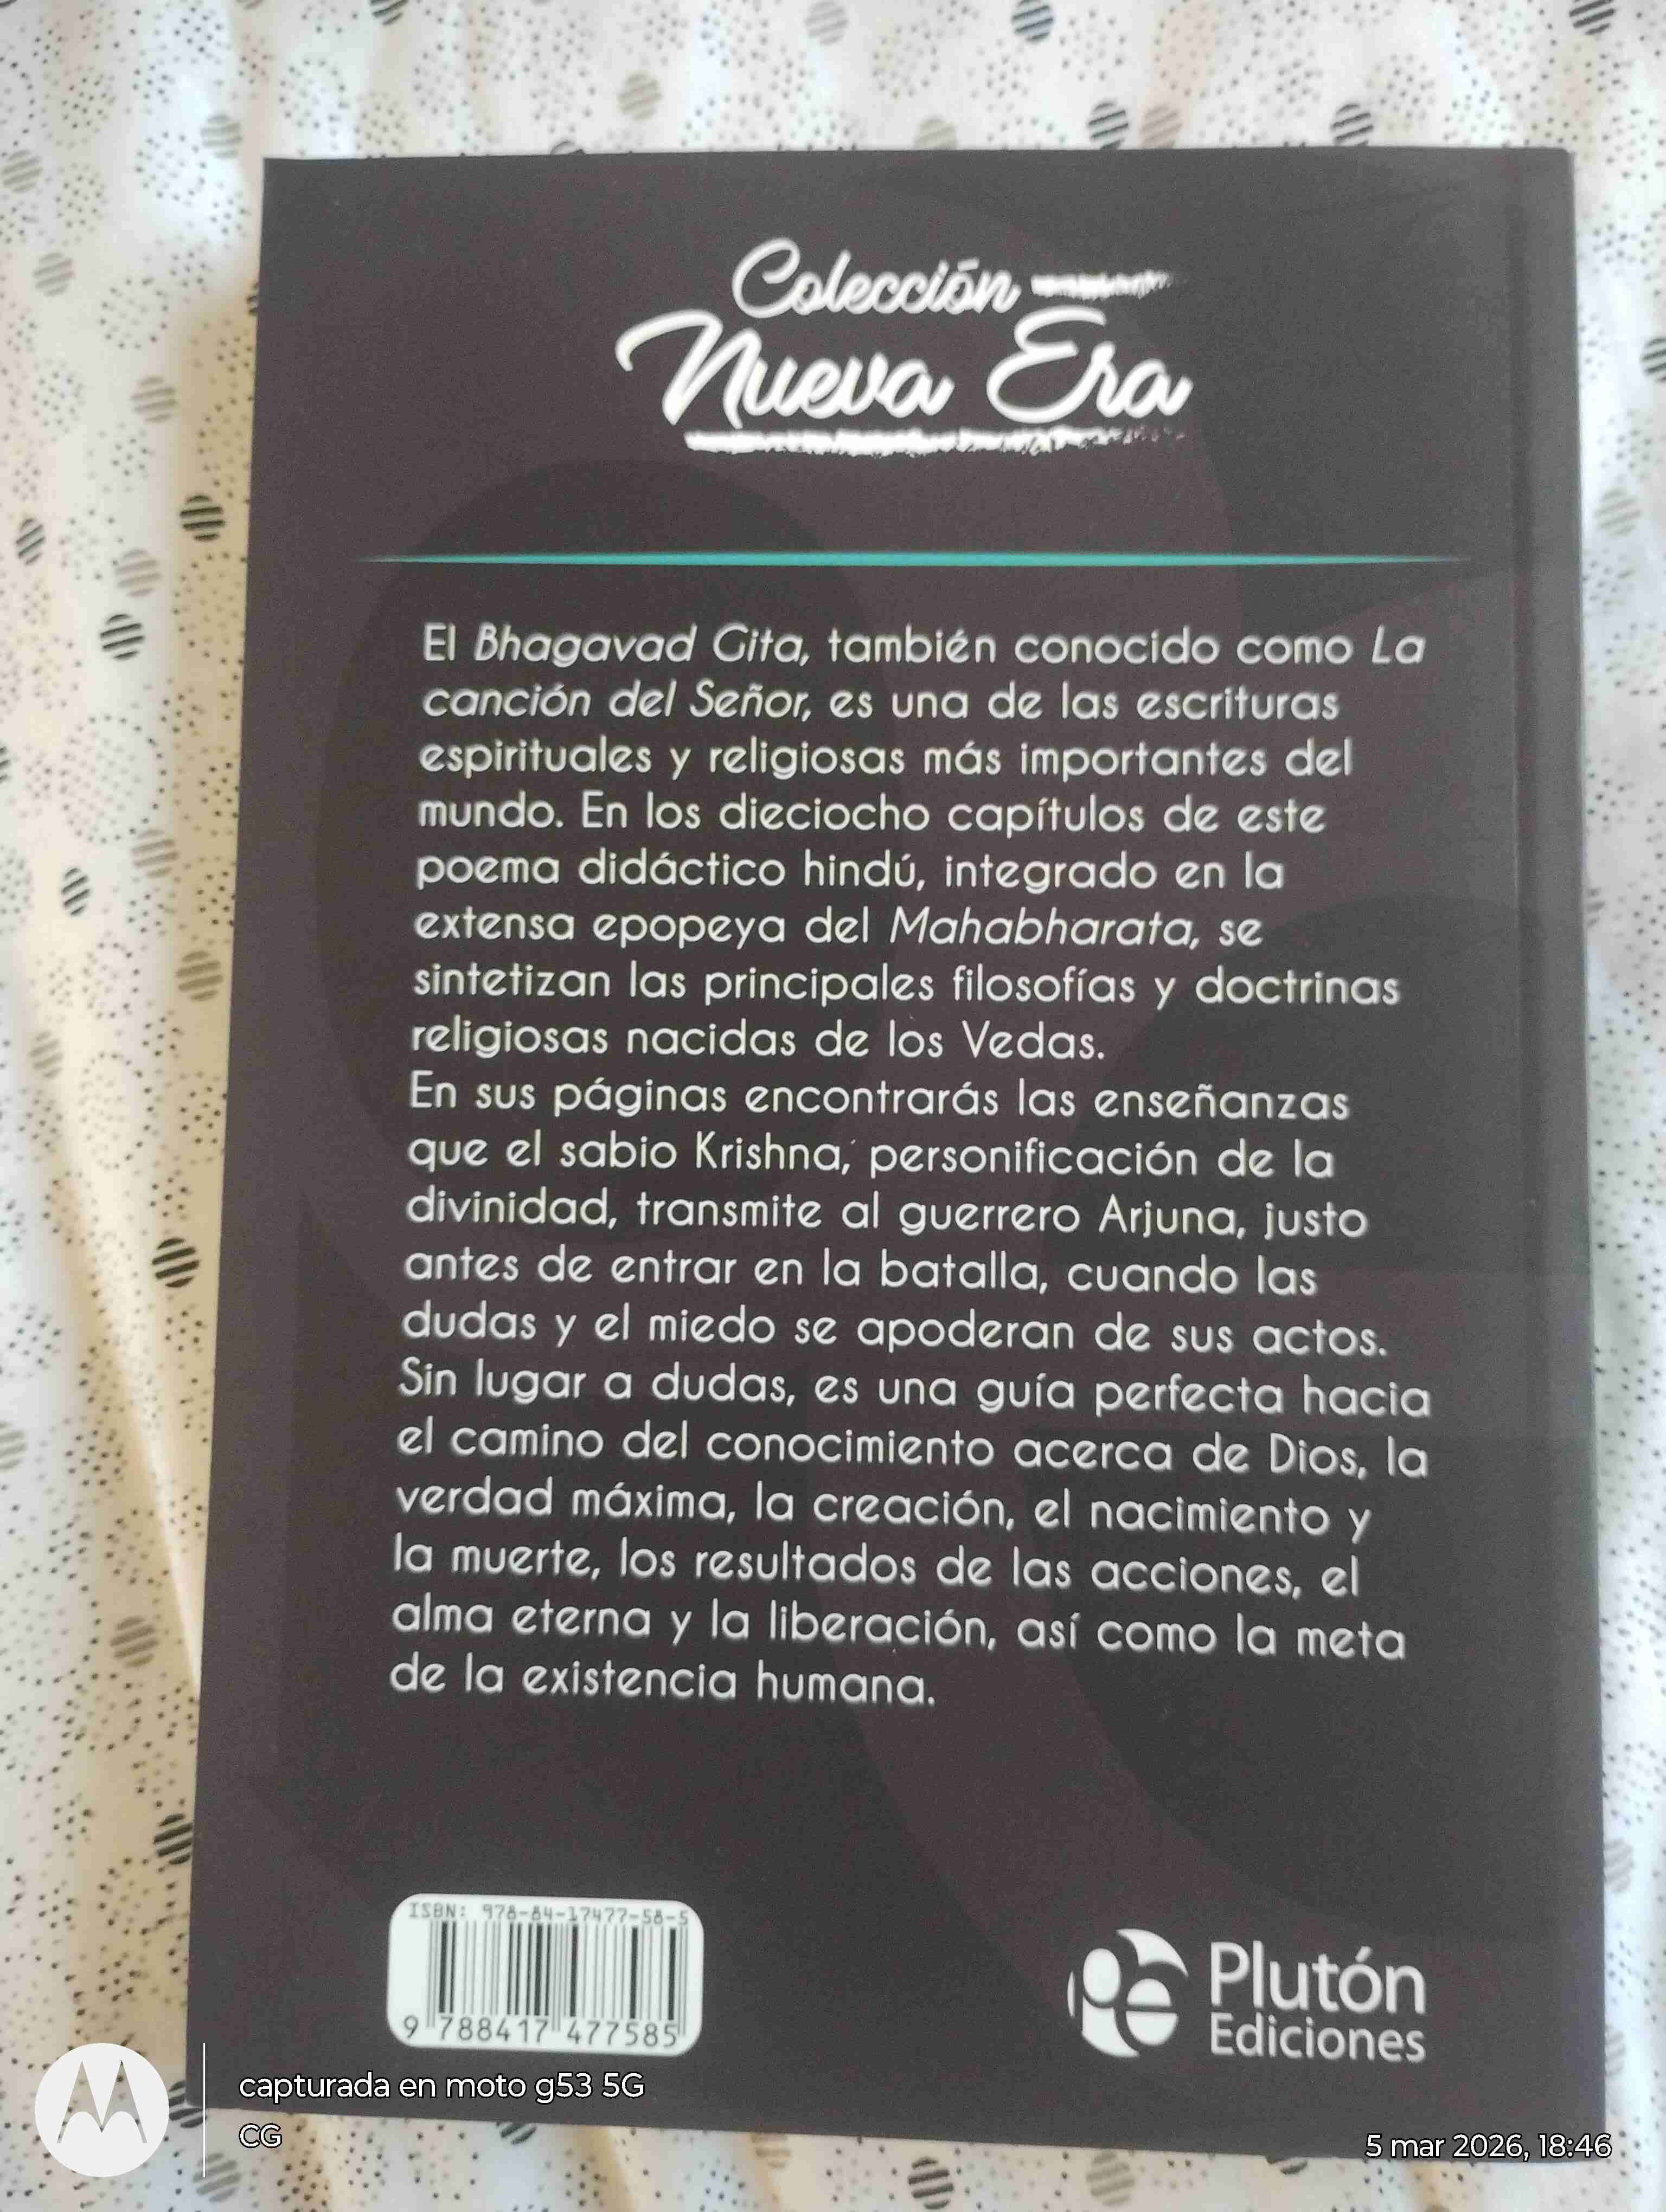 Colección
Nueva Era
El Bhagavad Gita, también conocido como La
canción del Señor, es una de las escrituras
espirituales y religiosas más importantes del
mundo. En los dieciocho capítulos de este
poema didáctico hindú, integrado en la
extensa epopeya del Mahabharata, se
sintetizan las principales filosofías y doctrinas
religiosas nacidas de los Vedas.
En sus páginas encontrarás las enseñanzas
que el sabio Krishna, personificación de la
divinidad, transmite al guerrero Arjuna, justo
antes de entrar en la batalla, cuando las
dudas y el miedo se apoderan de sus actos.
Sin lugar a dudas, es una guía perfecta hacia
el camino del conocimiento acerca de Dios, la
verdad máxima, la creación, el nacimiento y
la muerte, los resultados de las acciones, el
alma eterna y la liberación, así como la meta
de la existencia humana.
ISBN: 978-84-17477-58-5
9 788417 477585
Plutón
Ediciones
capturada en moto g53 5G
CG
5 mar 2026, 18:46